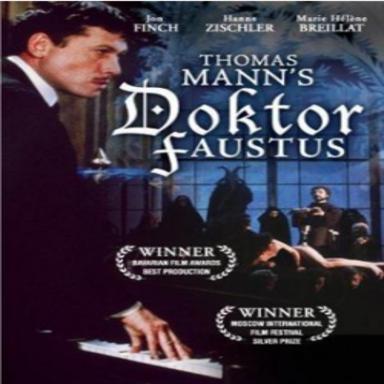 Jon Hanns Marie Hélène
FINCH ZISCHLER BREILLAT
THOMAS
MANN'S
Doktor
FAUSTUS
WINNER
BAVARIAN FILM AWARDS
BEST PRODUCTION
WINNER
MOSCOW INTERNATIONAL
FILM FESTIVAL
SILVER PRIZE